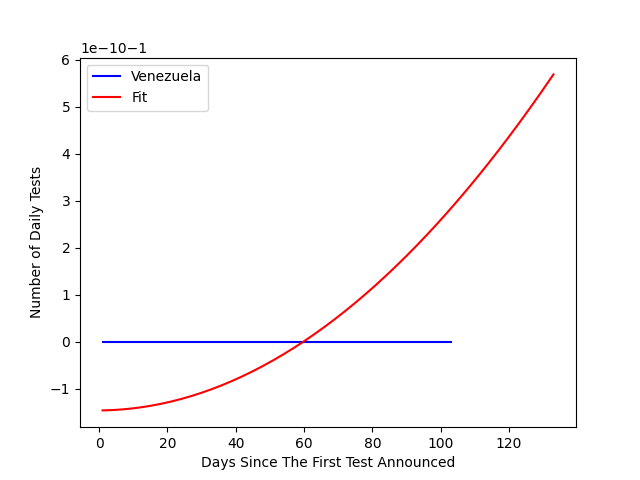 1e−10−1
Venezuela
Fit
6
5
4
3
2
1
0
−1
Number of Daily Tests
0 20 40 60 80 100 120
Days Since The First Test Announced